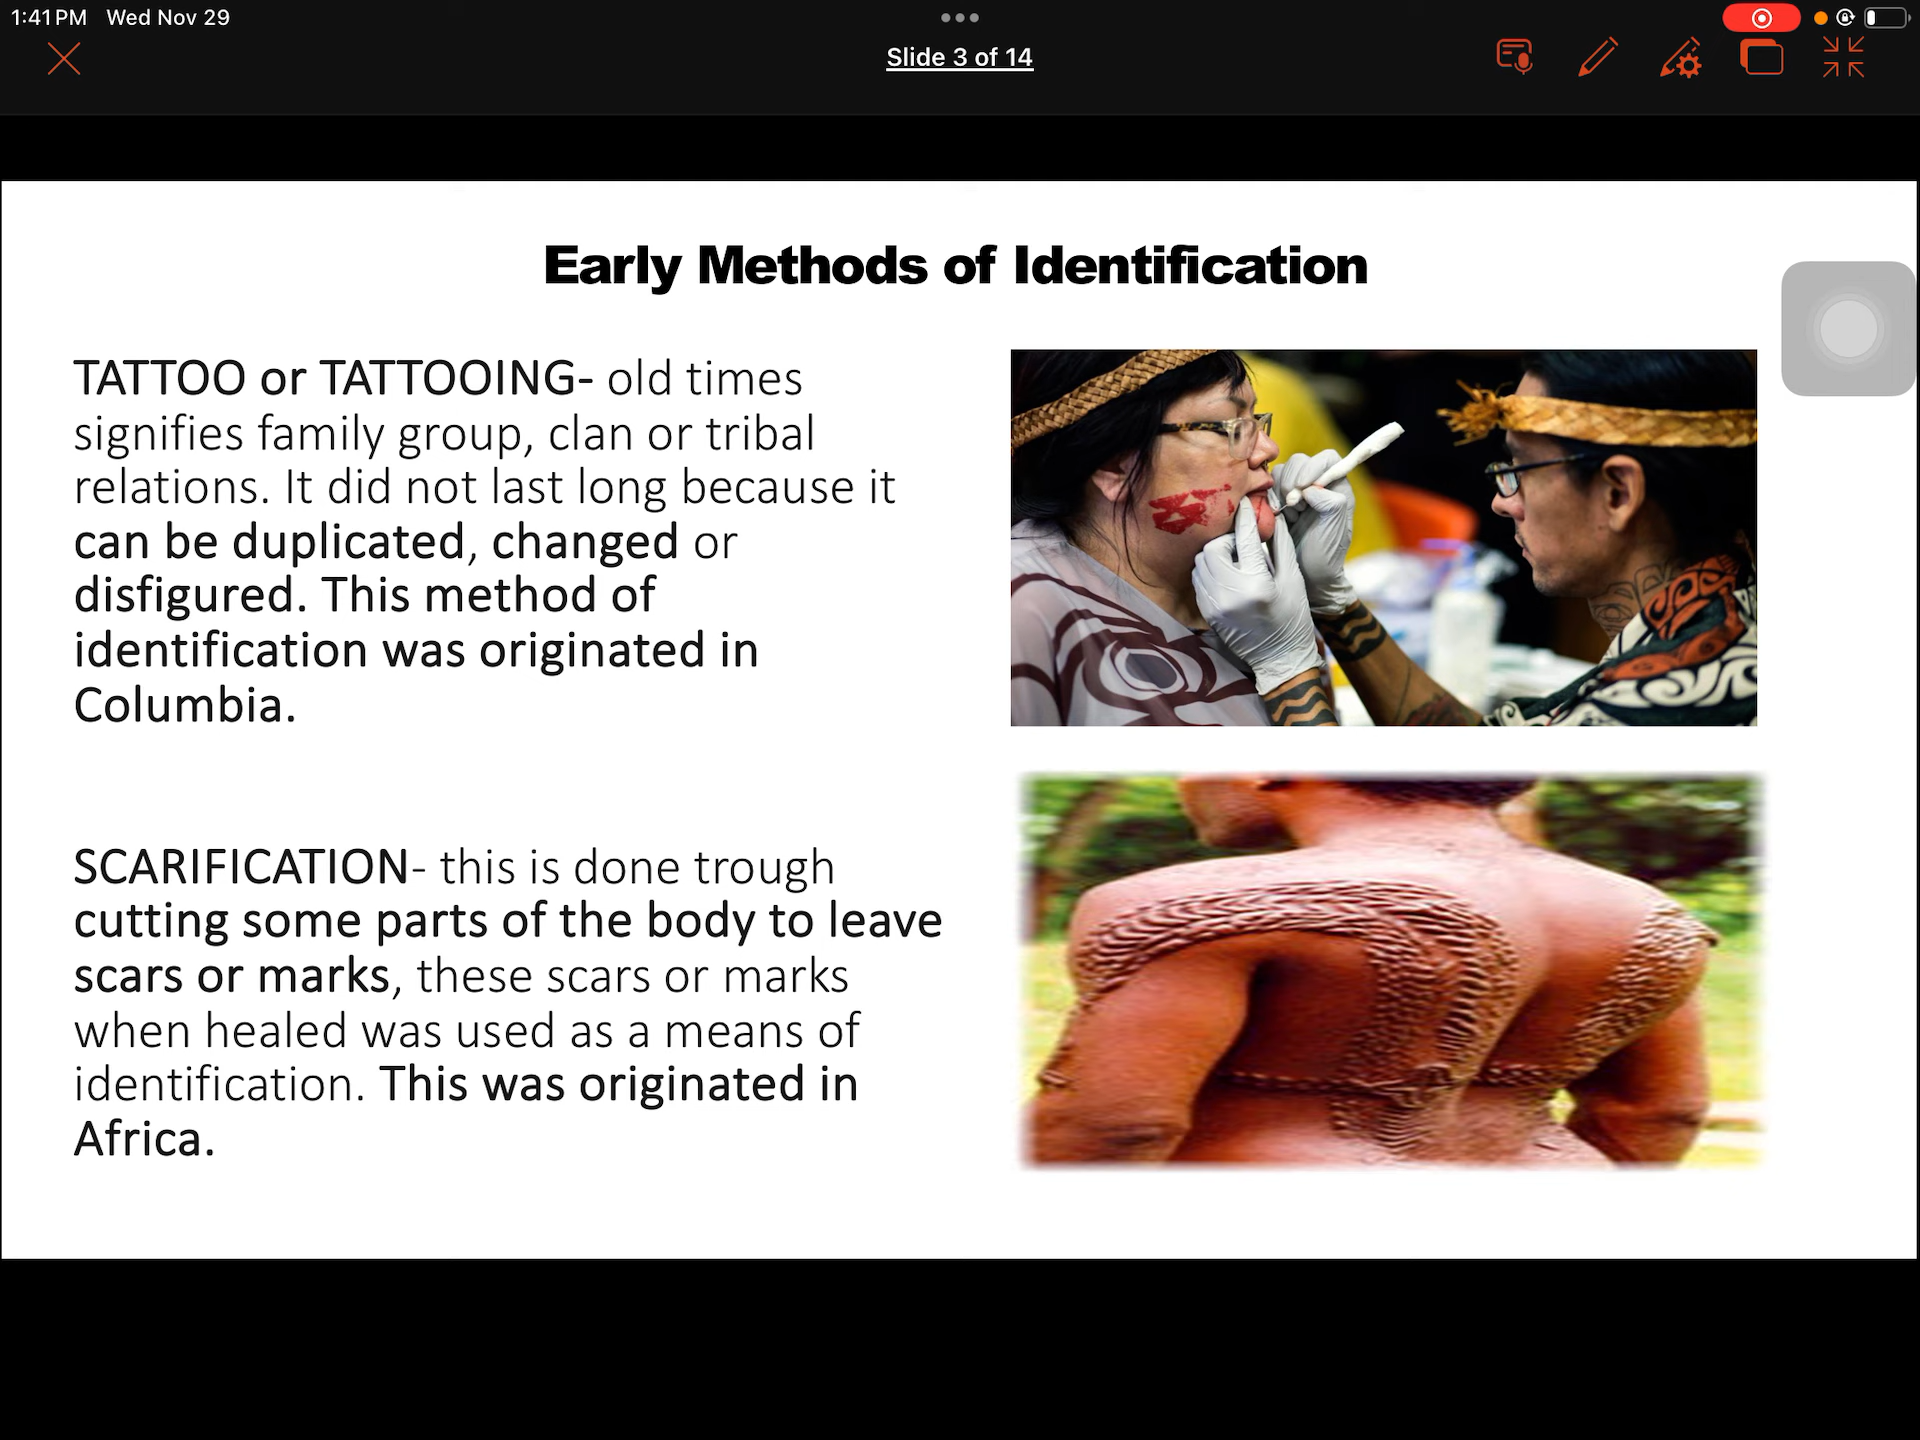 1:41 PM Wed Nov 29
Slide 3 of 14
Early Methods of Identification
TATTOO or TATTOOING- old times
signifies family group, clan or tribal
relations. It did not last long because it
can be duplicated, changed or
disfigured. This method of
identification was originated in
Columbia.
SCARIFICATION- this is done trough
cutting some parts of the body to leave
scars or marks, these scars or marks
when healed was used as a means of
identification. This was originated in
Africa.